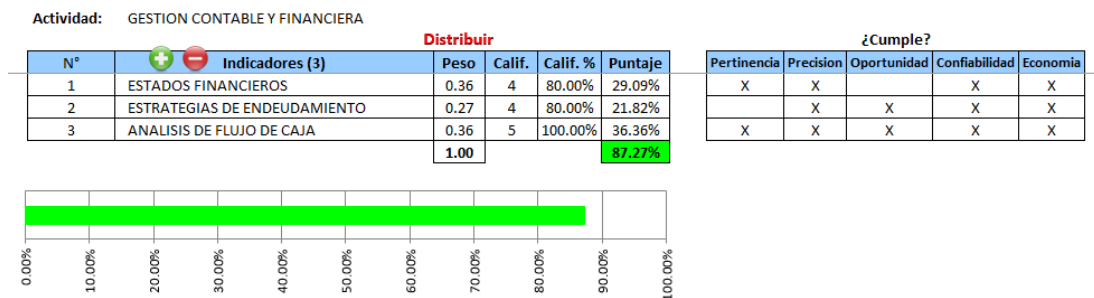 Actividad: GESTION CONTABLE Y FINANCIERA
Distribuir ¿Cumple?
N° Indicadores (3) Peso Calif. Calif. % Puntaje Pertinencia Precision Oportunidad Confiabilidad Economia
1 ESTADOS FINANCIEROS 0.36 4 80.00% 29.09% X X X X
2 ESTRATEGIAS DE ENDEUDAMIENTO 0.27 4 80.00% 21.82% X X X X
3 ANALISIS DE FLUJO DE CAJA 0.36 5 100.00% 36.36% X X X X X
1.00 87.27%
0.00% 10.00% 20.00% 30.00% 40.00% 50.00% 60.00% 70.00% 80.00% 90.00% 100.00%